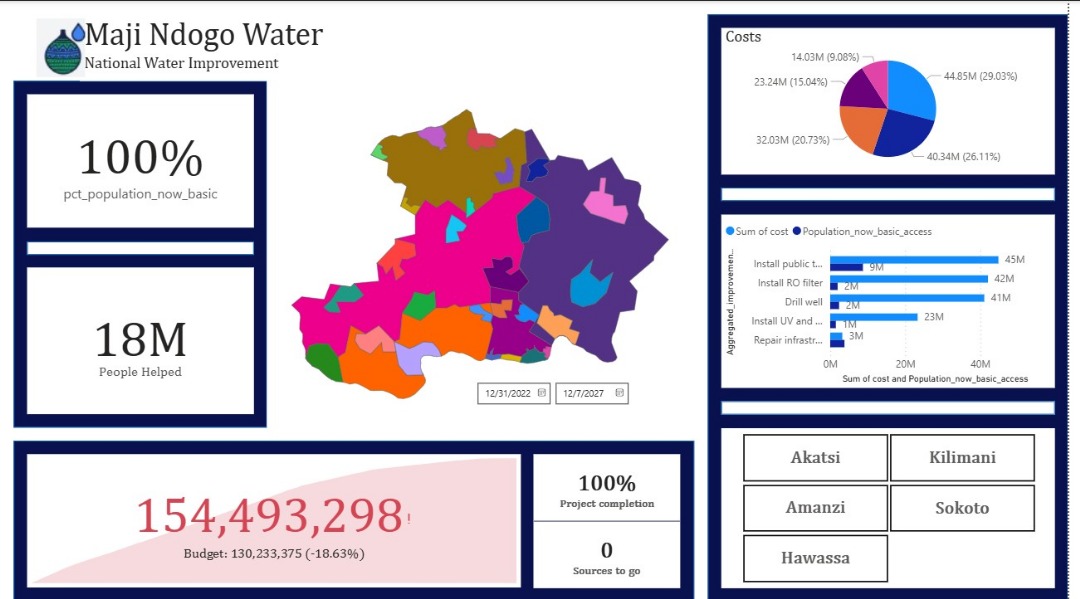 Maji Ndogo Water
National Water Improvement
100%
pct_population_now_basic
18M
People Helped
12/31/2022
12/7/2027
154,493,298!
Budget: 130,233,375 (-18.63%)
100%
Project completion
0
Sources to go
Costs
14.03M (9.08%)
44.85M (29.03%)
23.24M (15.04%)
32.03M (20.73%)
40.34M (26.11%)
Sum of cost Population_now_basic_access
Aggregated_improvemen...
Install public t... 45M
9M
Install RO filter 42M
2M
Drill well 41M
2M
Install UV and ... 23M
1M
Repair infrastr... 3M
0M 20M 40M
Sum of cost and Population_now_basic_access
Akatsi
Kilimani
Amanzi
Sokoto
Hawassa